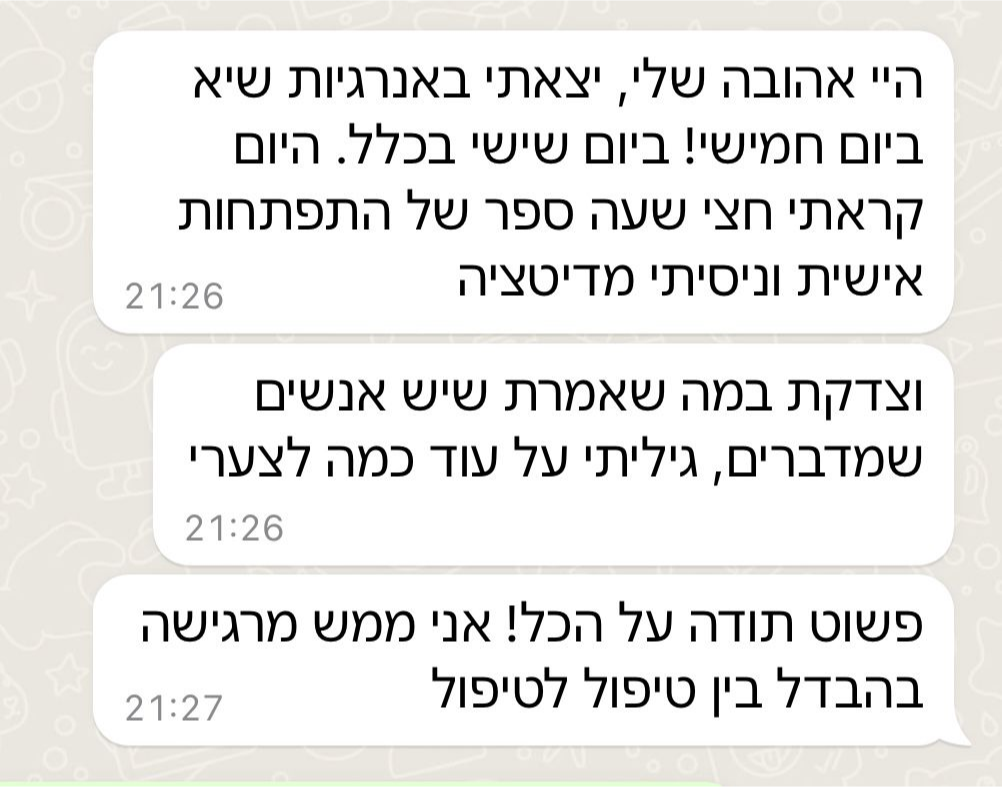 היי אהובה שלי, יצאתי באנרגיות שיא
ביום חמישי! ביום שישי בכלל. היום
קראתי חצי שעה ספר של התפתחות
אישית וניסיתי מדיטציה
21:26
וצדקת במה שאמרת שיש אנשים
שמדברים, גיליתי על עוד כמה לצערי
21:26
פשוט תודה על הכל! אני ממש מרגישה
בהבדל בין טיפול לטיפול
21:27